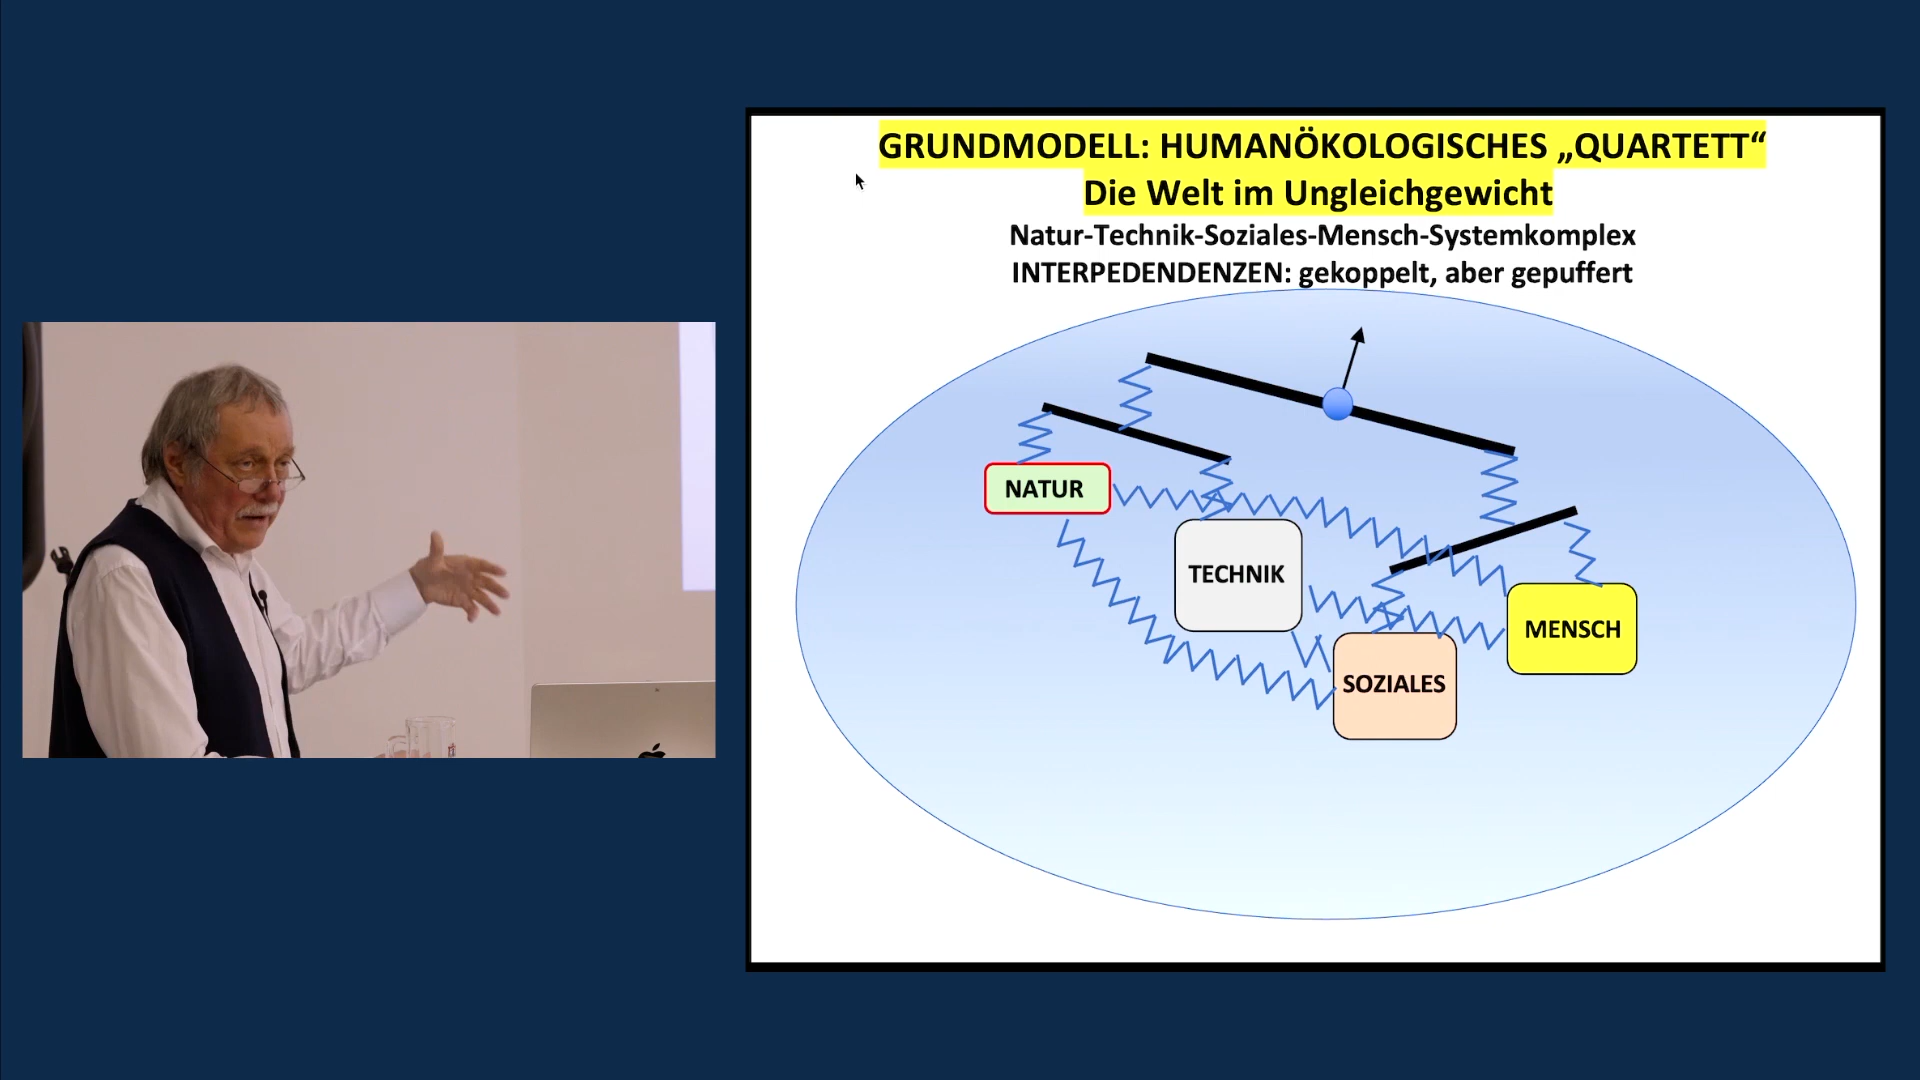 GRUNDMODELL: HUMANÖKOLOGISCHES „QUARTETT“
Die Welt im Ungleichgewicht
Natur-Technik-Soziales-Mensch-Systemkomplex
INTERPEDENDENZEN: gekoppelt, aber gepuffert
NATUR
TECHNIK
MENSCH
SOZIALES